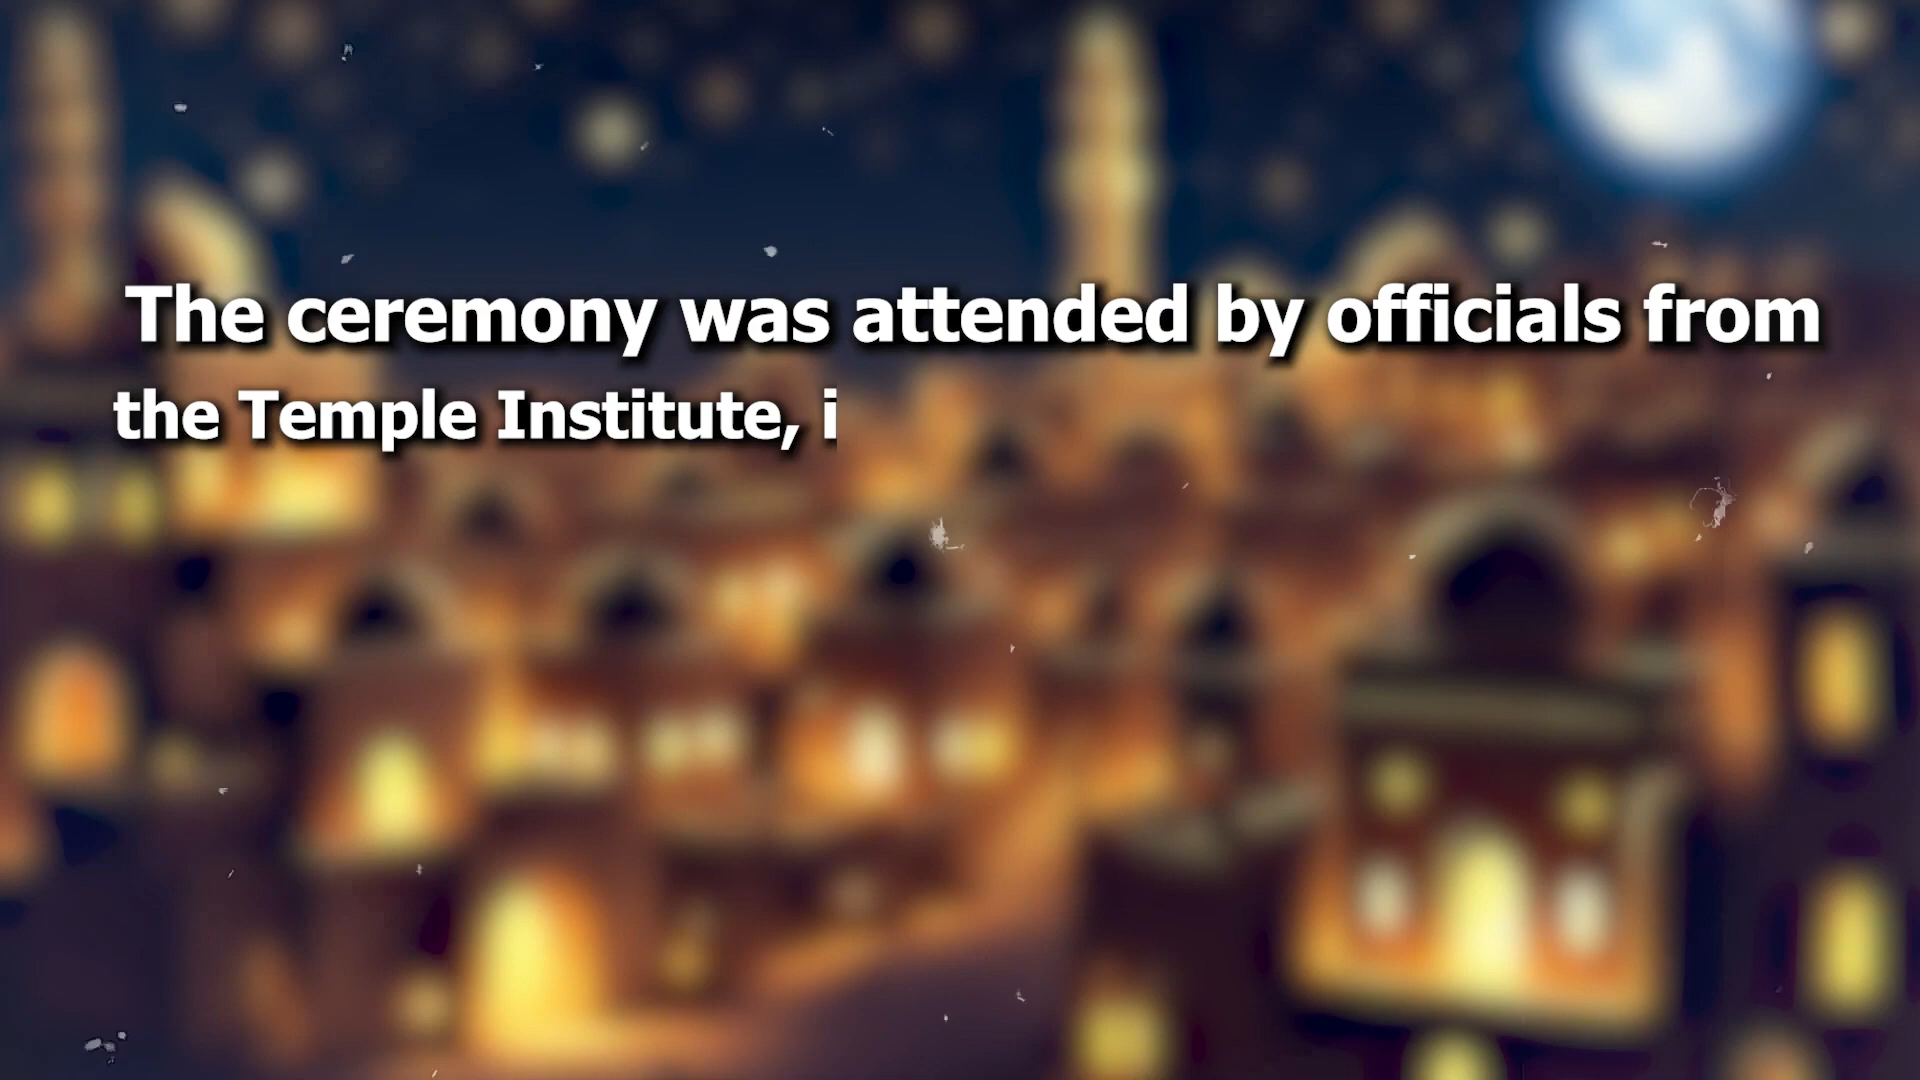 The ceremony was attended by officials from
the Temple Institute, i